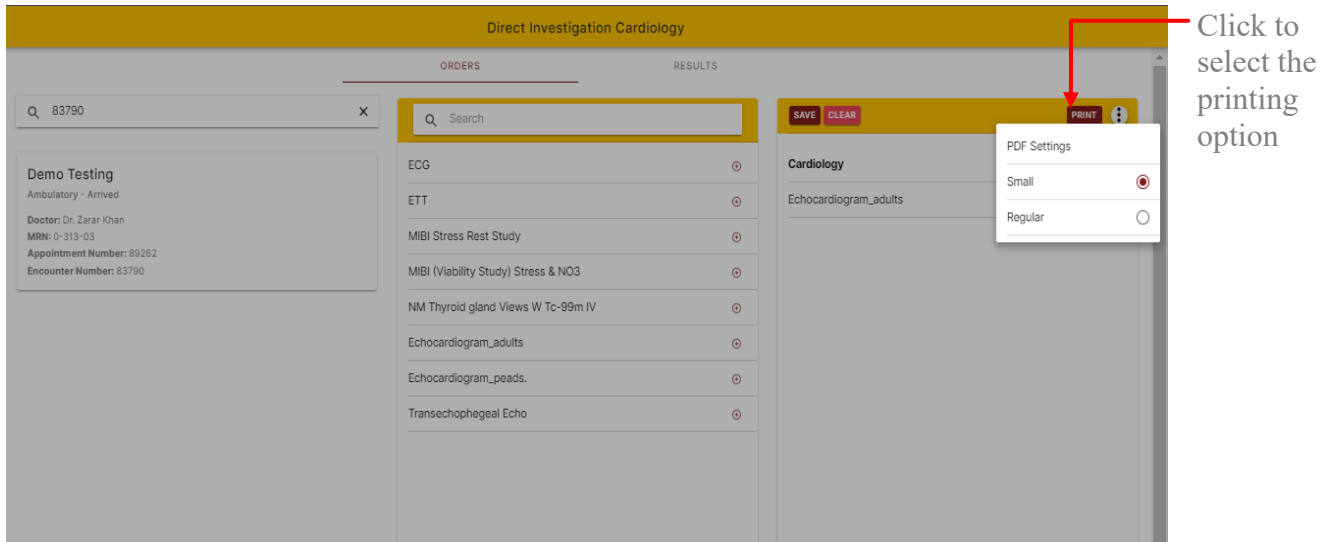 Direct Investigation Cardiology
ORDERS
RESULTS
83790
X
Demo Testing
Ambulatory - Arrived
Doctor: Dr. Zarar Khan
MRN: 0-313-03
Appointment Number: 89262
Encounter Number: 83790
Search
ECG
ETT
MIBI Stress Rest Study
MIBI (Viability Study) Stress & NO3
NM Thyroid gland Views W Tc-99m IV
Echocardiogram_adults
Echocardiogram_peads.
Transechophegeal Echo
SAVE CLEAR
PRINT
Cardiology
Echocardiogram_adults
PDF Settings
Small
Regular
Click to
select the
printing
option